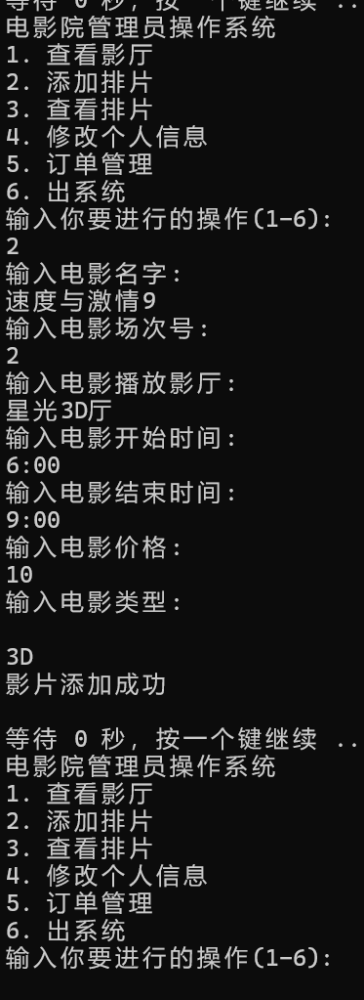 等待 0 秒, 按一个键继续 ..
电影院管理员操作系统
1. 查看影厅
2. 添加排片
3. 查看排片
4. 修改个人信息
5. 订单管理
6. 出系统
输入你要进行的操作(1-6):
2
输入电影名字:
速度与激情9
输入电影场次号:
2
输入电影播放影厅:
星光3D厅
输入电影开始时间:
6:00
输入电影结束时间:
9:00
输入电影价格:
10
输入电影类型:
3D
影片添加成功
等待 0 秒, 按一个键继续 ..
电影院管理员操作系统
1. 查看影厅
2. 添加排片
3. 查看排片
4. 修改个人信息
5. 订单管理
6. 出系统
输入你要进行的操作(1-6):